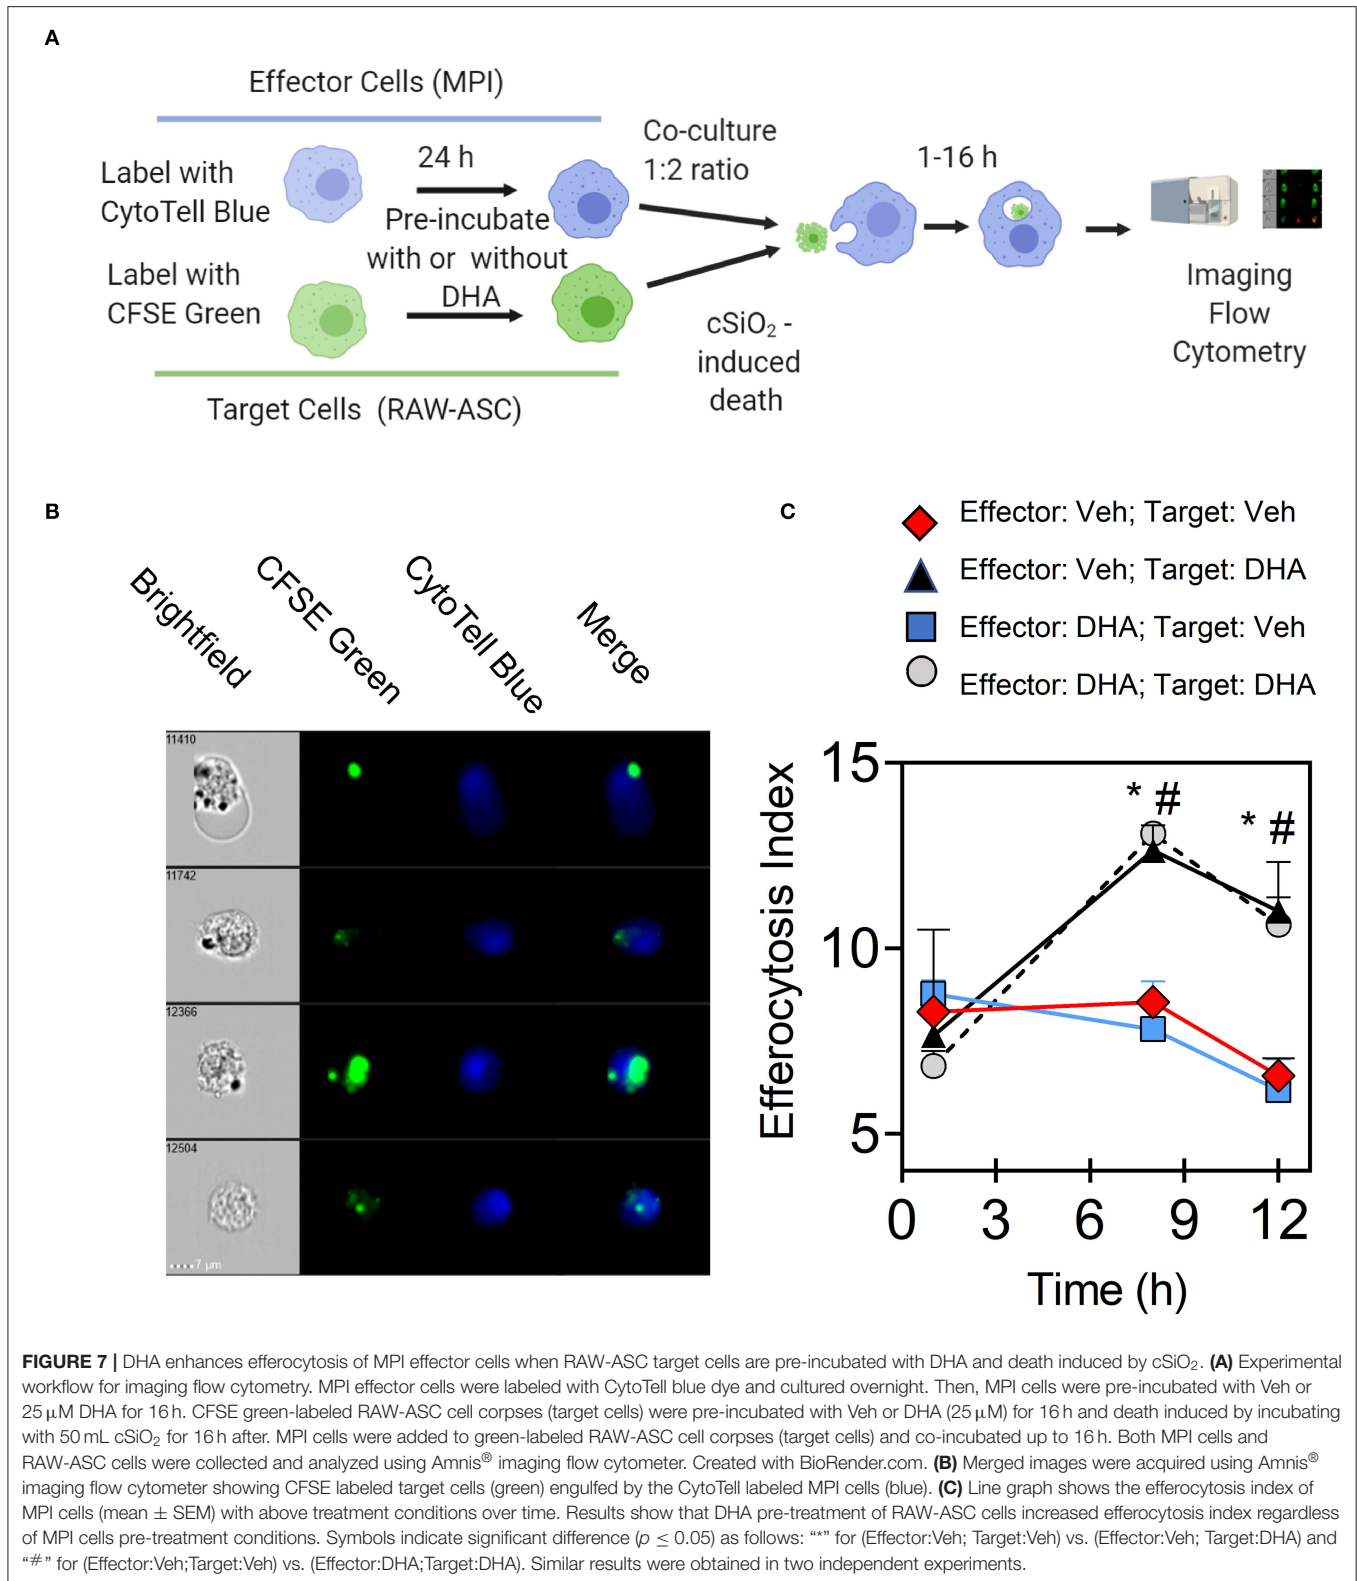 A
Effector Cells (MPI)
Label with
CytoTell Blue
24 h
Pre-incubate
with or without
DHA
Label with
CFSE Green
Target Cells (RAW-ASC)
Co-culture
1:2 ratio
cSiO₂ -
induced
death
1-16 h
Imaging
Flow
Cytometry
B
Brightfield
CFSE Green
CytoTell Blue
Merge
11410
11742
12366
12504
7 µm
C
Effector: Veh; Target: Veh
Effector: Veh; Target: DHA
Effector: DHA; Target: Veh
Effector: DHA; Target: DHA
Efferocytosis Index
15
10
5
* #
* #
0 3 6 9 12
Time (h)
FIGURE 7 | DHA enhances efferocytosis of MPI effector cells when RAW-ASC target cells are pre-incubated with DHA and death induced by cSiO₂. (A) Experimental
workflow for imaging flow cytometry. MPI effector cells were labeled with CytoTell blue dye and cultured overnight. Then, MPI cells were pre-incubated with Veh or
25 µM DHA for 16 h. CFSE green-labeled RAW-ASC cell corpses (target cells) were pre-incubated with Veh or DHA (25 µM) for 16 h and death induced by incubating
with 50 mL cSiO₂ for 16 h after. MPI cells were added to green-labeled RAW-ASC cell corpses (target cells) and co-incubated up to 16 h. Both MPI cells and
RAW-ASC cells were collected and analyzed using Amnis® imaging flow cytometer. Created with BioRender.com. (B) Merged images were acquired using Amnis®
imaging flow cytometer showing CFSE labeled target cells (green) engulfed by the CytoTell labeled MPI cells (blue). (C) Line graph shows the efferocytosis index of
MPI cells (mean ± SEM) with above treatment conditions over time. Results show that DHA pre-treatment of RAW-ASC cells increased efferocytosis index regardless
of MPI cells pre-treatment conditions. Symbols indicate significant difference (p ≤ 0.05) as follows: “*” for (Effector:Veh; Target:Veh) vs. (Effector:Veh; Target:DHA) and
“#” for (Effector:Veh;Target:Veh) vs. (Effector:DHA;Target:DHA). Similar results were obtained in two independent experiments.